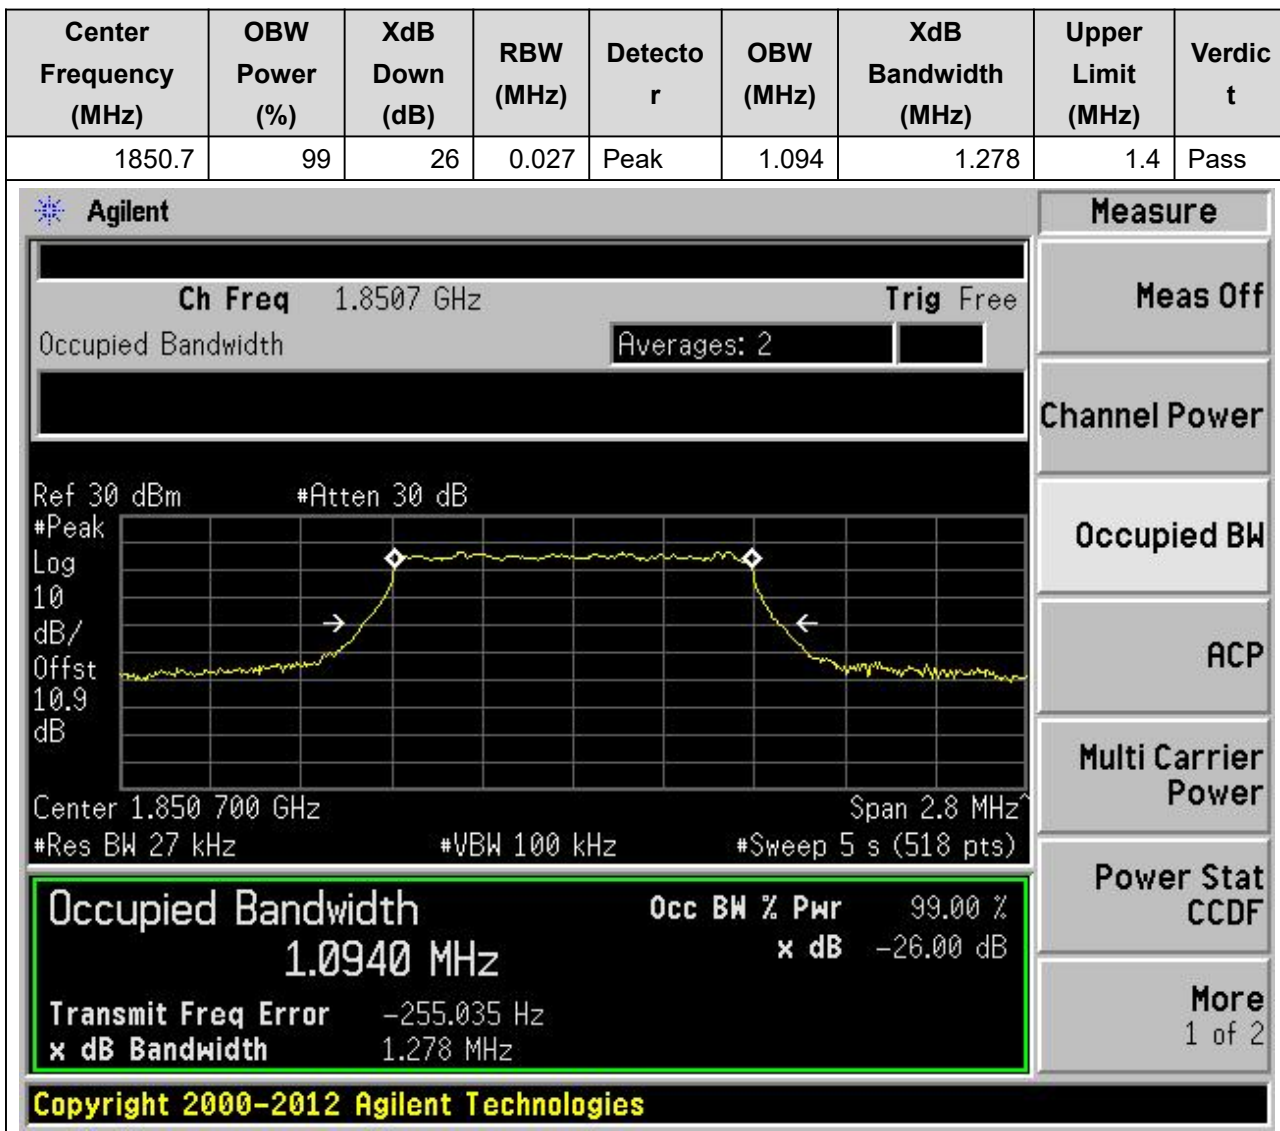 Center Frequency (MHz) OBW Power (%) XdB Down (dB) RBW (MHz) Detecto r OBW (MHz) XdB Bandwidth (MHz) Upper Limit (MHz) Verdic t
1850.7 99 26 0.027 Peak 1.094 1.278 1.4 Pass
Agilent
Ch Freq 1.8507 GHz Trig Free
Occupied Bandwidth Averages: 2
Ref 30 dBm #Atten 30 dB
#Peak
Log
10
dB/
Offst
10.9
dB
Center 1.850 700 GHz Span 2.8 MHz^
#Res BW 27 kHz #VBW 100 kHz #Sweep 5 s (518 pts)
Occupied Bandwidth Occ BW % Pwr 99.00 %
1.0940 MHz x dB -26.00 dB
Transmit Freq Error -255.035 Hz
x dB Bandwidth 1.278 MHz
Copyright 2000-2012 Agilent Technologies
Measure
Meas Off
Channel Power
Occupied BW
ACP
Multi Carrier
Power
Power Stat
CCDF
More
1 of 2